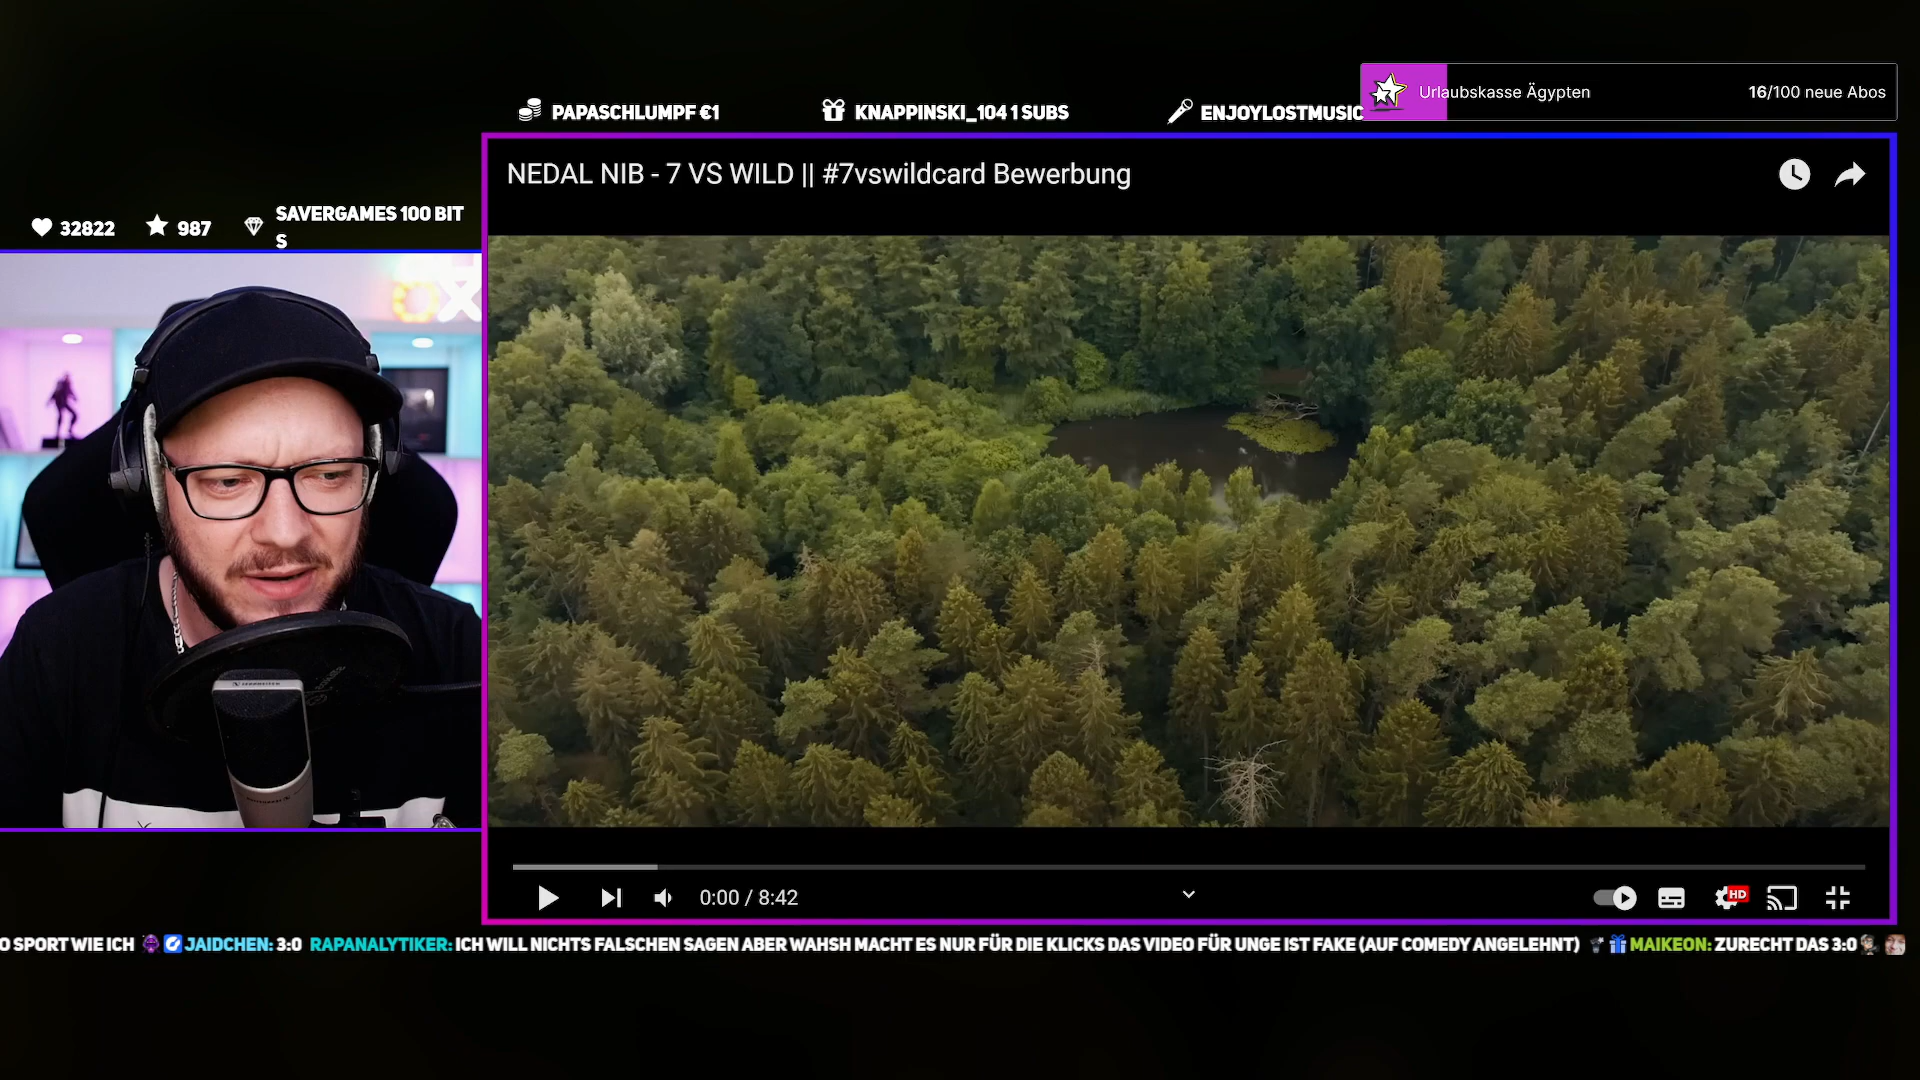 Urlaubskasse Ägypten
16/100 neue Abos
PAPASCHLUMPF €1
KNAPPINSKI_104 1 SUBS
ENJOYLOSTMUSIC
NEDAL NIB - 7 VS WILD || #7vswildcard Bewerbung
32822
987
SAVERGAMES 100 BIT
S
0:00 / 8:42
HD
O SPORT WIE ICH JAIDCHEN: 3:0 RAPANALYTIKER: ICH WILL NICHTS FALSCHEN SAGEN ABER WAHSH MACHT ES NUR FÜR DIE KLICKS DAS VIDEO FÜR UNGE IST FAKE (AUF COMEDY ANGELEHNT) MAIKEON: ZURECHT DAS 3:0